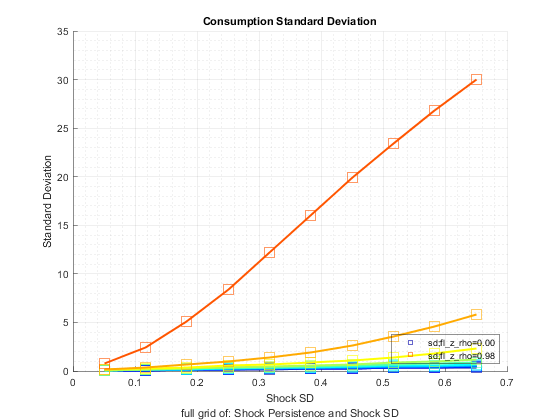 Consumption Standard Deviation
35
30
25
20
15
10
5
0
Standard Deviation
sd;fl_z_rho=0.00
sd;fl_z_rho=0.98
0 0.1 0.2 0.3 0.4 0.5 0.6 0.7
Shock SD
full grid of: Shock Persistence and Shock SD